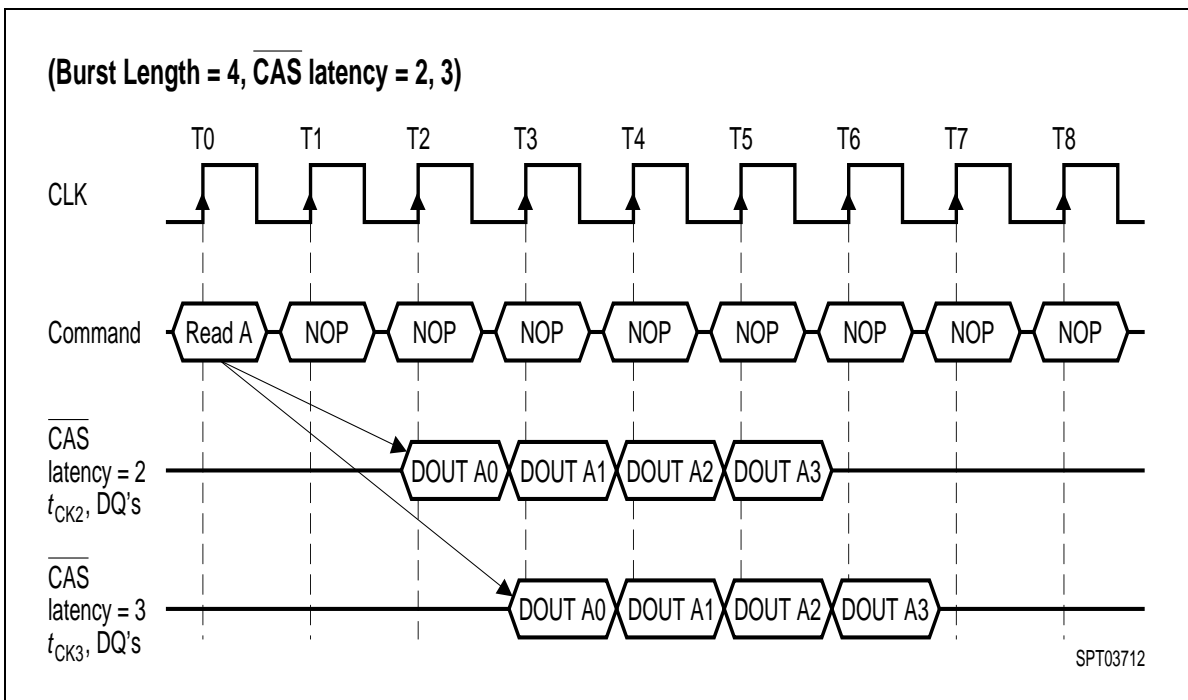 (Burst Length = 4, CAS latency = 2, 3)
T0 T1 T2 T3 T4 T5 T6 T7 T8
CLK
Command Read A NOP NOP NOP NOP NOP NOP NOP NOP
CAS
latency = 2
tCK2, DQ’s
DOUT A0 DOUT A1 DOUT A2 DOUT A3
CAS
latency = 3
tCK3, DQ’s
DOUT A0 DOUT A1 DOUT A2 DOUT A3
SPT03712